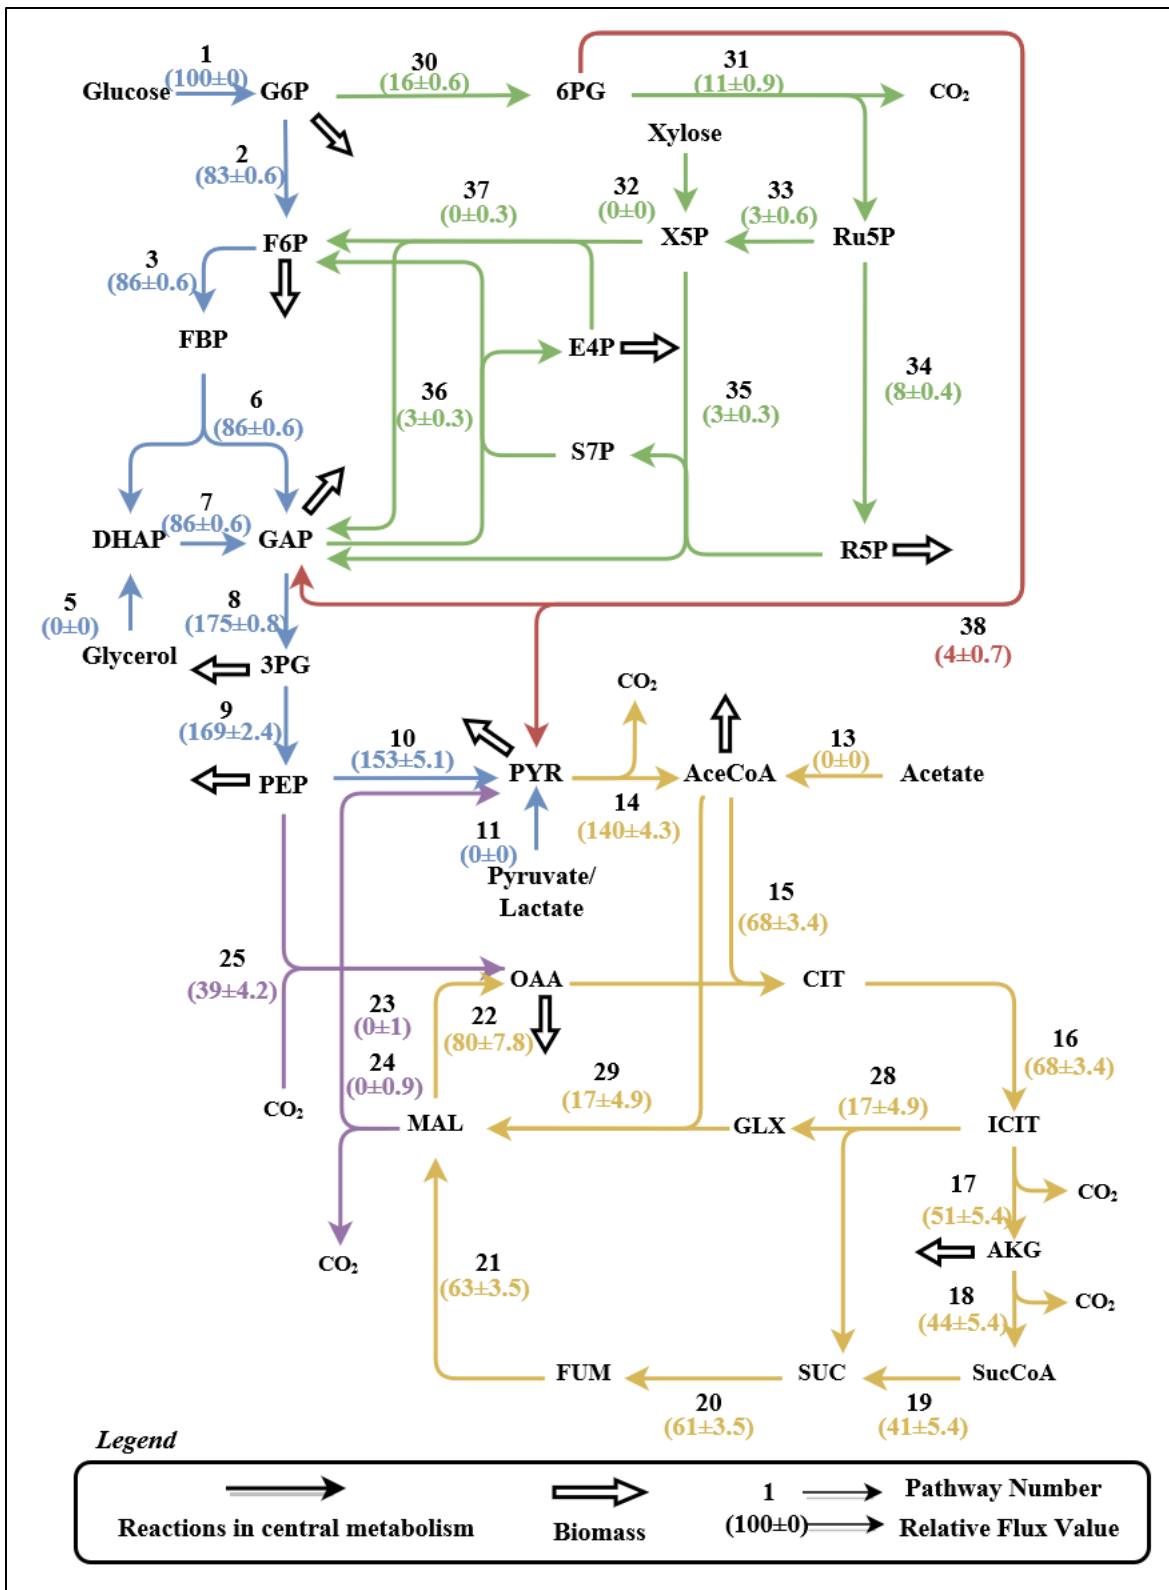 1
30
31
Glucose
(100±0)
G6P
(16±0.6)
6PG
(11±0.9)
CO₂
Xylose
2
(83±0.6)
37
(0±0.3)
32
(0±0)
33
(3±0.6)
F6P
X5P
Ru5P
3
(86±0.6)
FBP
E4P
34
(8±0.4)
6
(86±0.6)
36
(3±0.3)
35
(3±0.3)
S7P
7
(86±0.6)
DHAP
GAP
R5P
5
(0±0)
8
(175±0.8)
38
(4±0.7)
Glycerol
3PG
CO₂
9
(169±2.4)
10
(153±5.1)
13
(0±0)
PEP
PYR
AceCoA
Acetate
11
(0±0)
14
(140±4.3)
Pyruvate/
Lactate
15
(68±3.4)
25
(39±4.2)
OAA
CIT
23
(0±1)
22
(80±7.8)
16
(68±3.4)
24
(0±0.9)
29
(17±4.9)
28
(17±4.9)
CO₂
MAL
GLX
ICIT
17
(51±5.4)
CO₂
CO₂
AKG
21
(63±3.5)
18
(44±5.4)
CO₂
FUM
SUC
SucCoA
20
(61±3.5)
19
(41±5.4)
Legend
1
(100±0)
Pathway Number
Reactions in central metabolism
Biomass
Relative Flux Value